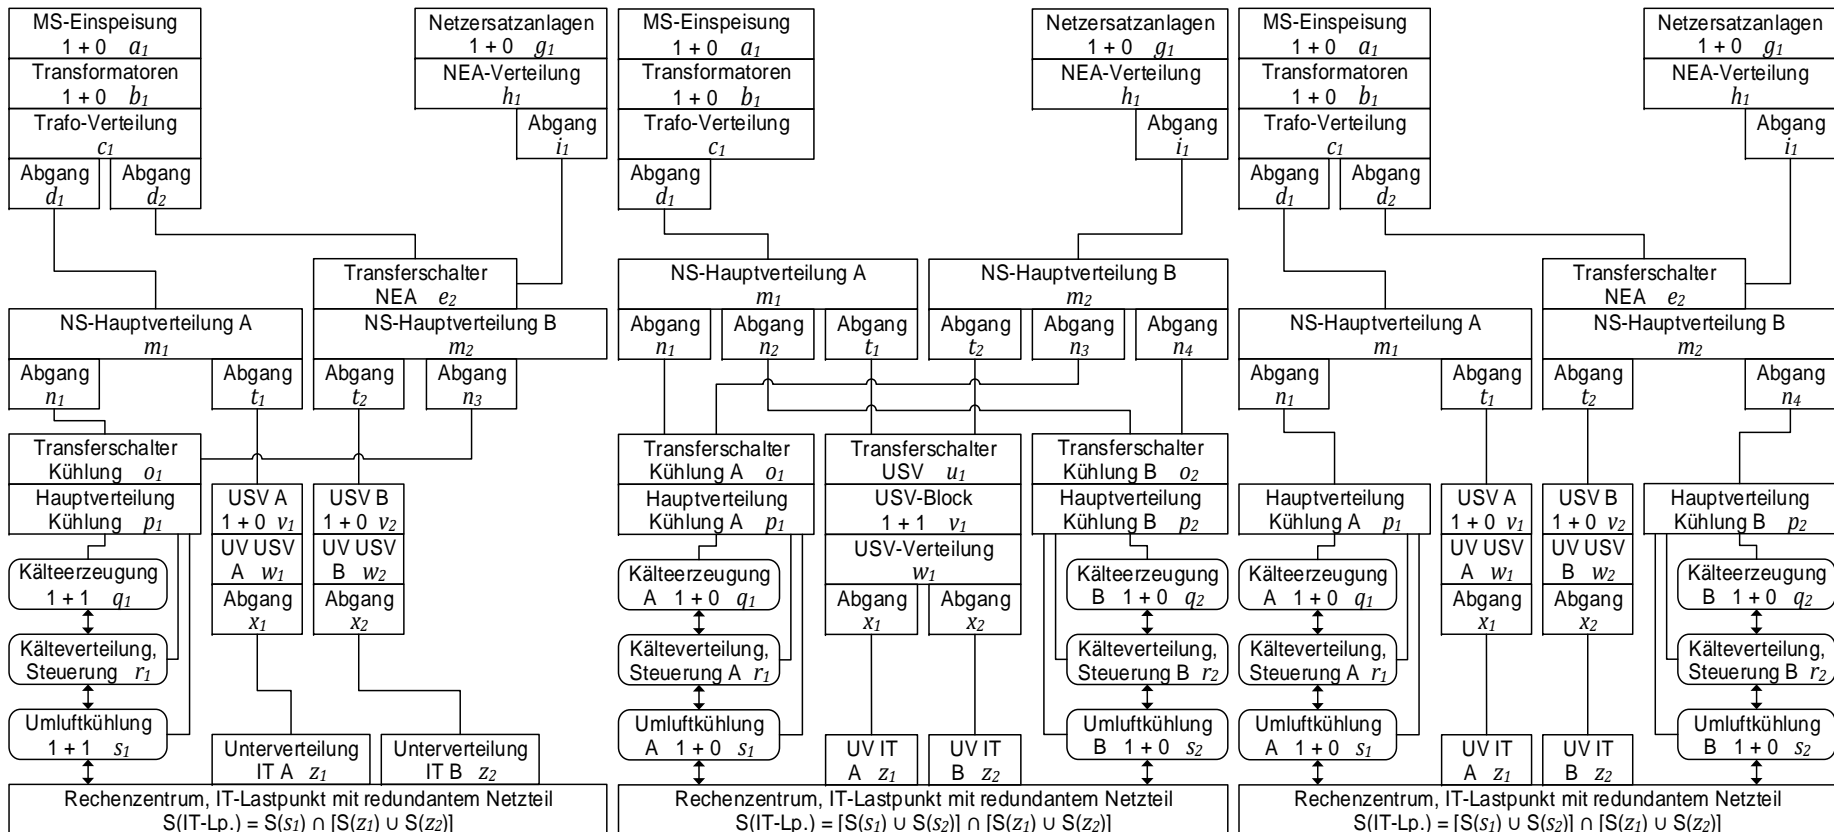 MS-Einspeisung
1 + 0 a1
Transformatoren
1 + 0 b1
Trafo-Verteilung
c1
Abgang
d1
Abgang
d2
Netzersatzanlagen
1 + 0 g1
NEA-Verteilung
h1
Abgang
i1
Transferschalter
NEA e2
NS-Hauptverteilung A
m1
NS-Hauptverteilung B
m2
Abgang
n1
Abgang
t1
Abgang
t2
Abgang
n3
Transferschalter
Kühlung o1
Hauptverteilung
Kühlung p1
USV A
1 + 0 v1
USV B
1 + 0 v2
UV USV
A w1
UV USV
B w2
Abgang
x1
Abgang
x2
Kälteerzeugung
1 + 1 q1
Kälteverteilung,
Steuerung r1
Umluftkühlung
1 + 1 s1
Unterverteilung
IT A z1
Unterverteilung
IT B z2
Rechenzentrum, IT-Lastpunkt mit redundantem Netzteil
S(IT-Lp.) = S(s1) ∩ [S(z1) ∪ S(z2)]
MS-Einspeisung
1 + 0 a1
Transformatoren
1 + 0 b1
Trafo-Verteilung
c1
Abgang
d1
Netzersatzanlagen
1 + 0 g1
NEA-Verteilung
h1
Abgang
i1
NS-Hauptverteilung A
m1
NS-Hauptverteilung B
m2
Abgang
n1
Abgang
n2
Abgang
t1
Abgang
t2
Abgang
n3
Abgang
n4
Transferschalter
Kühlung A o1
Transferschalter
USV u1
Transferschalter
Kühlung B o2
Hauptverteilung
Kühlung A p1
USV-Block
1 + 1 v1
Hauptverteilung
Kühlung B p2
USV-Verteilung
w1
Abgang
x1
Abgang
x2
Kälteerzeugung
A 1 + 0 q1
Kälteverteilung,
Steuerung A r1
Umluftkühlung
A 1 + 0 s1
Kälteerzeugung
B 1 + 0 q2
Kälteverteilung,
Steuerung B r2
Umluftkühlung
B 1 + 0 s2
UV IT
A z1
UV IT
B z2
Rechenzentrum, IT-Lastpunkt mit redundantem Netzteil
S(IT-Lp.) = [S(s1) ∪ S(s2)] ∩ [S(z1) ∪ S(z2)]
MS-Einspeisung
1 + 0 a1
Transformatoren
1 + 0 b1
Trafo-Verteilung
c1
Abgang
d1
Abgang
d2
Netzersatzanlagen
1 + 0 g1
NEA-Verteilung
h1
Abgang
i1
Transferschalter
NEA e2
NS-Hauptverteilung A
m1
NS-Hauptverteilung B
m2
Abgang
n1
Abgang
t1
Abgang
t2
Abgang
n4
Hauptverteilung
Kühlung A p1
USV A
1 + 0 v1
USV B
1 + 0 v2
Hauptverteilung
Kühlung B p2
UV USV
A w1
UV USV
B w2
Abgang
x1
Abgang
x2
Kälteerzeugung
A 1 + 0 q1
Kälteverteilung,
Steuerung A r1
Umluftkühlung
A 1 + 0 s1
Kälteerzeugung
B 1 + 0 q2
Kälteverteilung,
Steuerung B r2
Umluftkühlung
B 1 + 0 s2
UV IT
A z1
UV IT
B z2
Rechenzentrum, IT-Lastpunkt mit redundantem Netzteil
S(IT-Lp.) = [S(s1) ∪ S(s2)] ∩ [S(z1) ∪ S(z2)]